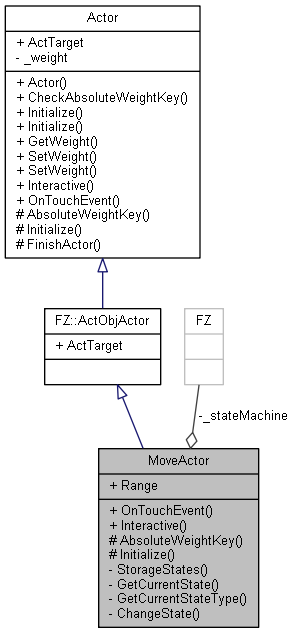 Actor
+ ActTarget
- _weight
+ Actor()
+ CheckAbsoluteWeightKey()
+ Initialize()
+ Initialize()
+ GetWeight()
+ SetWeight()
+ SetWeight()
+ Interactive()
+ OnTouchEvent()
# AbsoluteWeightKey()
# Initialize()
# FinishActor()
FZ::ActObjActor
+ ActTarget
FZ
-_stateMachine
MoveActor
+ Range
+ OnTouchEvent()
+ Interactive()
# AbsoluteWeightKey()
# Initialize()
- StorageStates()
- GetCurrentState()
- GetCurrentStateType()
- ChangeState()